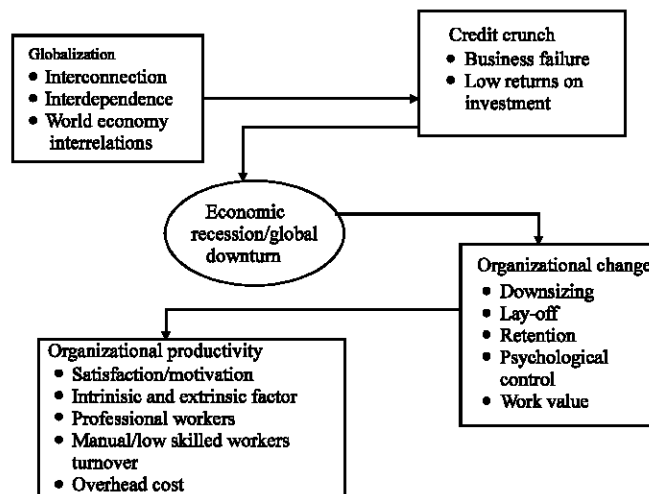 Globalization
● Interconnection
● Interdependence
● World economy
interrelations
Credit crunch
● Business failure
● Low returns on
investment
Economic
recession/global
downturn
Organizational change
● Downsizing
● Lay-off
● Retention
● Psychological
control
● Work value
Organizational productivity
● Satisfaction/motivation
● Intrinisic and extrinsic factor
● Professional workers
● Manual/low skilled workers
turnover
● Overhead cost